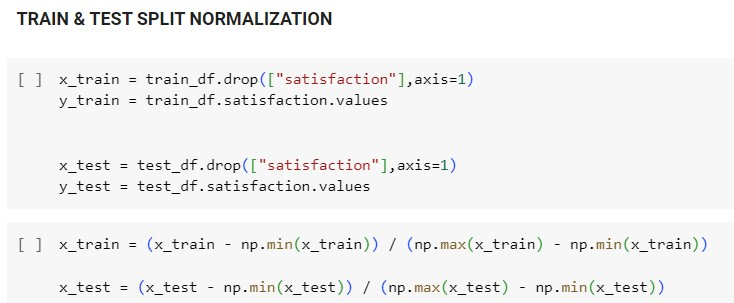 TRAIN & TEST SPLIT NORMALIZATION
[ ] x_train = train_df.drop(["satisfaction"],axis=1)
y_train = train_df.satisfaction.values
x_test = test_df.drop(["satisfaction"],axis=1)
y_test = test_df.satisfaction.values
[ ] x_train = (x_train - np.min(x_train)) / (np.max(x_train) - np.min(x_train))
x_test = (x_test - np.min(x_test)) / (np.max(x_test) - np.min(x_test))